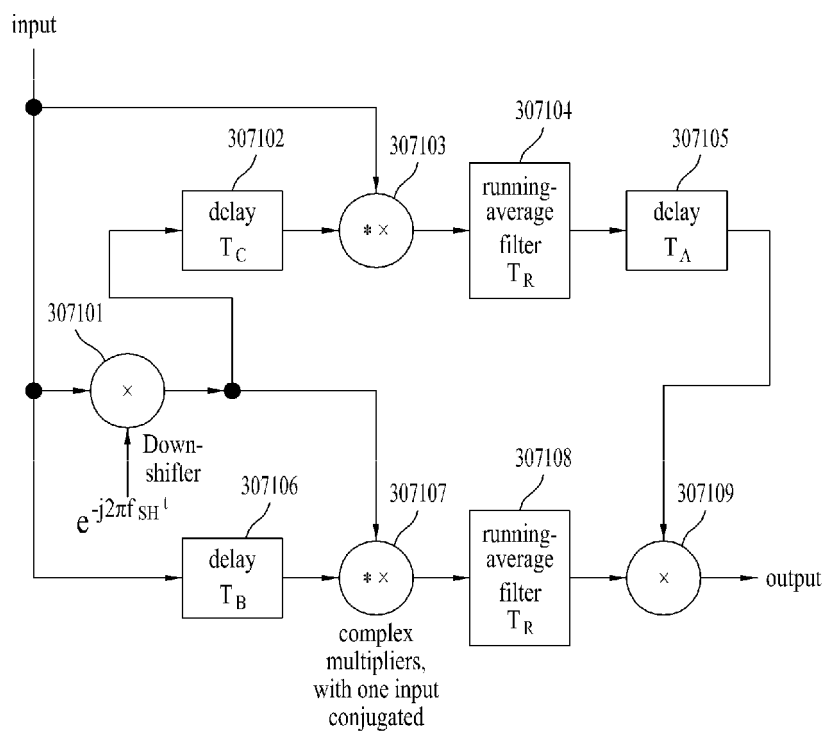 input
307102
delay
T_C
307103
* ×
307104
running-
average
filter
T_R
307105
delay
T_A
307101
×
Down-
shifter
e^-j2πf_SH t
307106
delay
T_B
307107
* ×
complex
multipliers,
with one input
conjugated
307108
running-
average
filter
T_R
307109
×
output